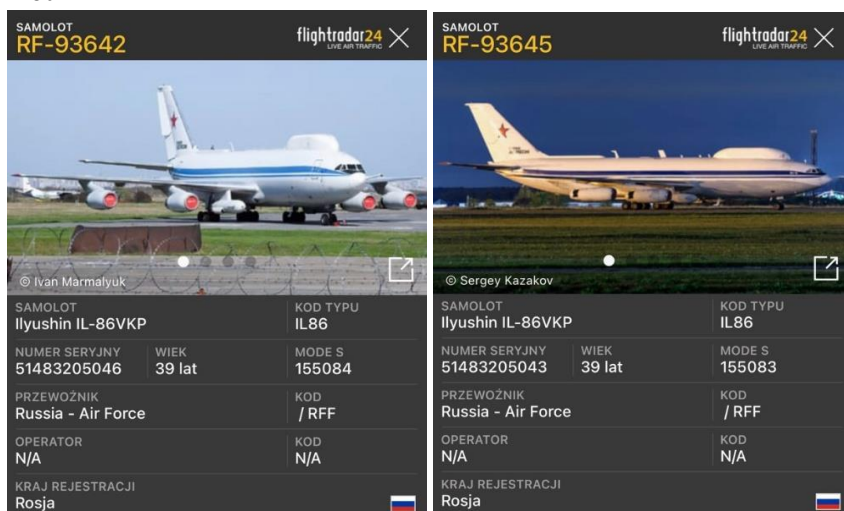 SAMOLOT
RF-93642
flightradar24
LIVE AIR TRAFFIC
© Ivan Marmalyuk
SAMOLOT
Ilyushin IL-86VKP
KOD TYPU
IL86
NUMER SERYJNY
51483205046
WIEK
39 lat
MODE S
155084
PRZEWOŹNIK
Russia - Air Force
KOD
/ RFF
OPERATOR
N/A
KOD
N/A
KRAJ REJESTRACJI
Rosja
SAMOLOT
RF-93645
flightradar24
LIVE AIR TRAFFIC
© Sergey Kazakov
SAMOLOT
Ilyushin IL-86VKP
KOD TYPU
IL86
NUMER SERYJNY
51483205043
WIEK
39 lat
MODE S
155083
PRZEWOŹNIK
Russia - Air Force
KOD
/ RFF
OPERATOR
N/A
KOD
N/A
KRAJ REJESTRACJI
Rosja